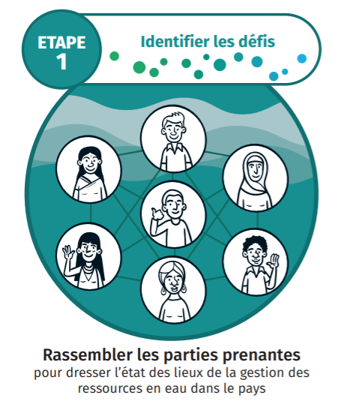 ETAPE
1
Identifier les défis
Rassembler les parties prenantes
pour dresser l'état des lieux de la gestion des
ressources en eau dans le pays